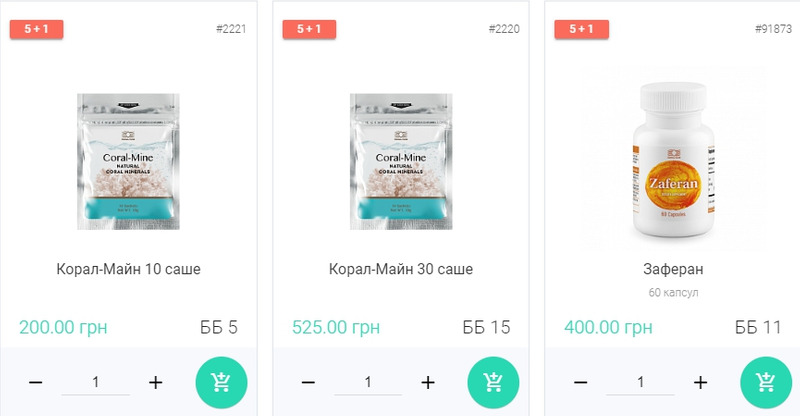 5 + 1
#2221
Coral-Mine
NATURAL
CORAL MINERALS
Корал-Майн 10 саше
200.00 грн
ББ 5
1
5 + 1
#2220
Coral-Mine
NATURAL
CORAL MINERALS
Корал-Майн 30 саше
525.00 грн
ББ 15
1
5 + 1
#91873
Zaferan
60 Capsules
Заферан
60 капсул
400.00 грн
ББ 11
1